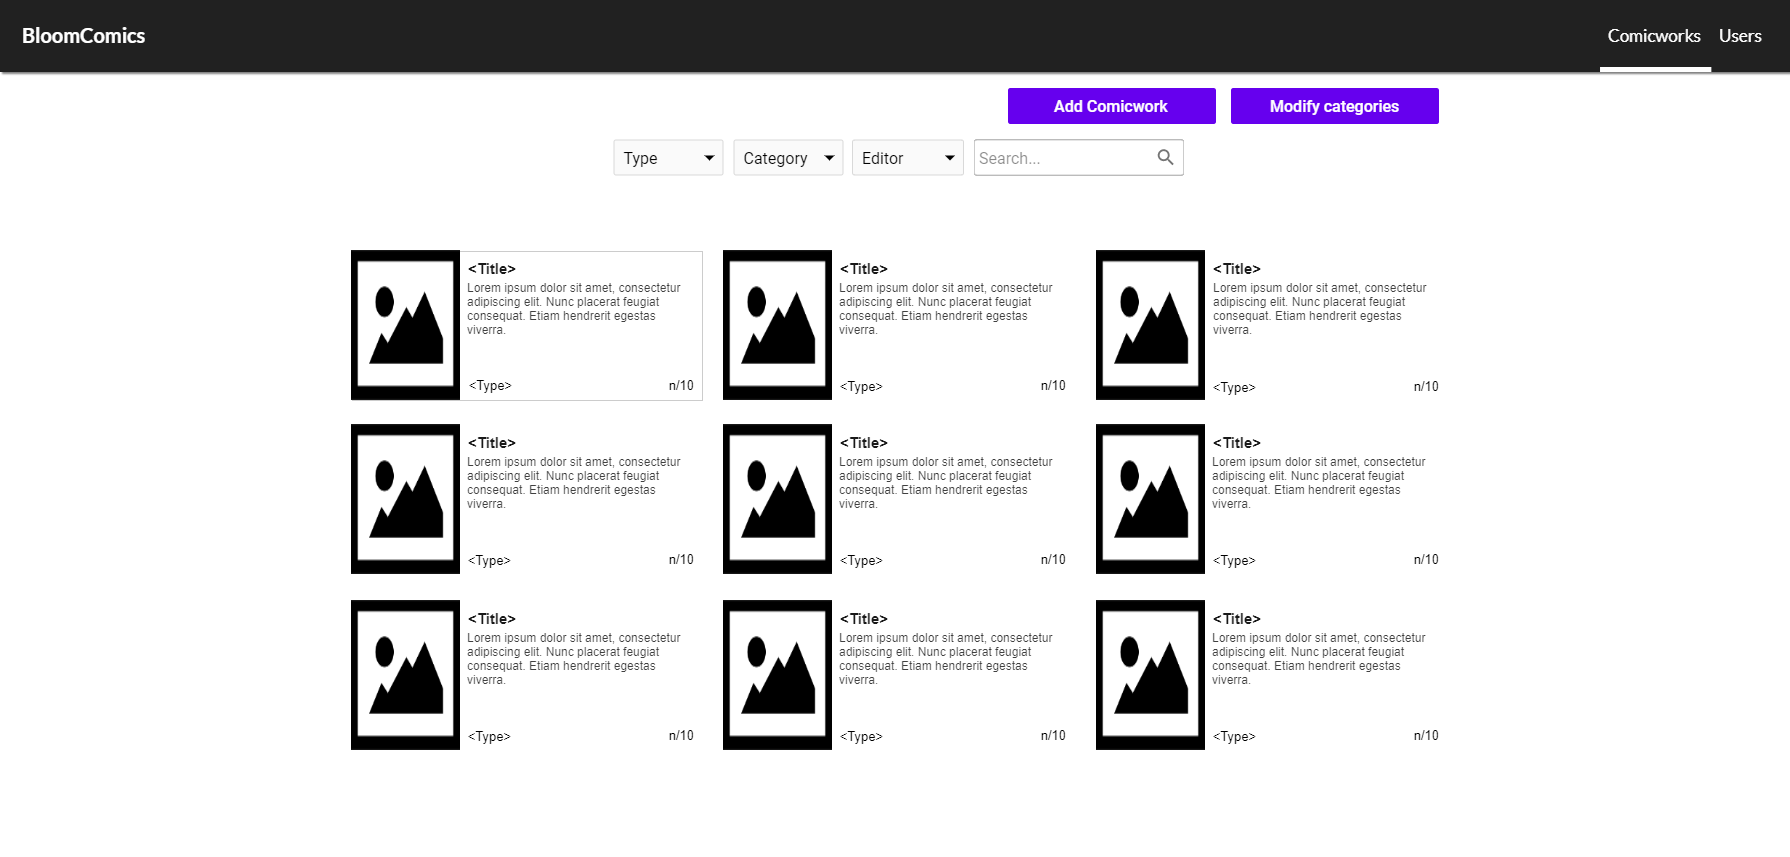 BloomComics
Comicworks
Users
Add Comicwork
Modify categories
Type
Category
Editor
Search...
<Title>
Lorem ipsum dolor sit amet, consectetur
adipiscing elit. Nunc placerat feugiat
consequat. Etiam hendrerit egestas
viverra.
<Type>
n/10
<Title>
Lorem ipsum dolor sit amet, consectetur
adipiscing elit. Nunc placerat feugiat
consequat. Etiam hendrerit egestas
viverra.
<Type>
n/10
<Title>
Lorem ipsum dolor sit amet, consectetur
adipiscing elit. Nunc placerat feugiat
consequat. Etiam hendrerit egestas
viverra.
<Type>
n/10
<Title>
Lorem ipsum dolor sit amet, consectetur
adipiscing elit. Nunc placerat feugiat
consequat. Etiam hendrerit egestas
viverra.
<Type>
n/10
<Title>
Lorem ipsum dolor sit amet, consectetur
adipiscing elit. Nunc placerat feugiat
consequat. Etiam hendrerit egestas
viverra.
<Type>
n/10
<Title>
Lorem ipsum dolor sit amet, consectetur
adipiscing elit. Nunc placerat feugiat
consequat. Etiam hendrerit egestas
viverra.
<Type>
n/10
<Title>
Lorem ipsum dolor sit amet, consectetur
adipiscing elit. Nunc placerat feugiat
consequat. Etiam hendrerit egestas
viverra.
<Type>
n/10
<Title>
Lorem ipsum dolor sit amet, consectetur
adipiscing elit. Nunc placerat feugiat
consequat. Etiam hendrerit egestas
viverra.
<Type>
n/10
<Title>
Lorem ipsum dolor sit amet, consectetur
adipiscing elit. Nunc placerat feugiat
consequat. Etiam hendrerit egestas
viverra.
<Type>
n/10